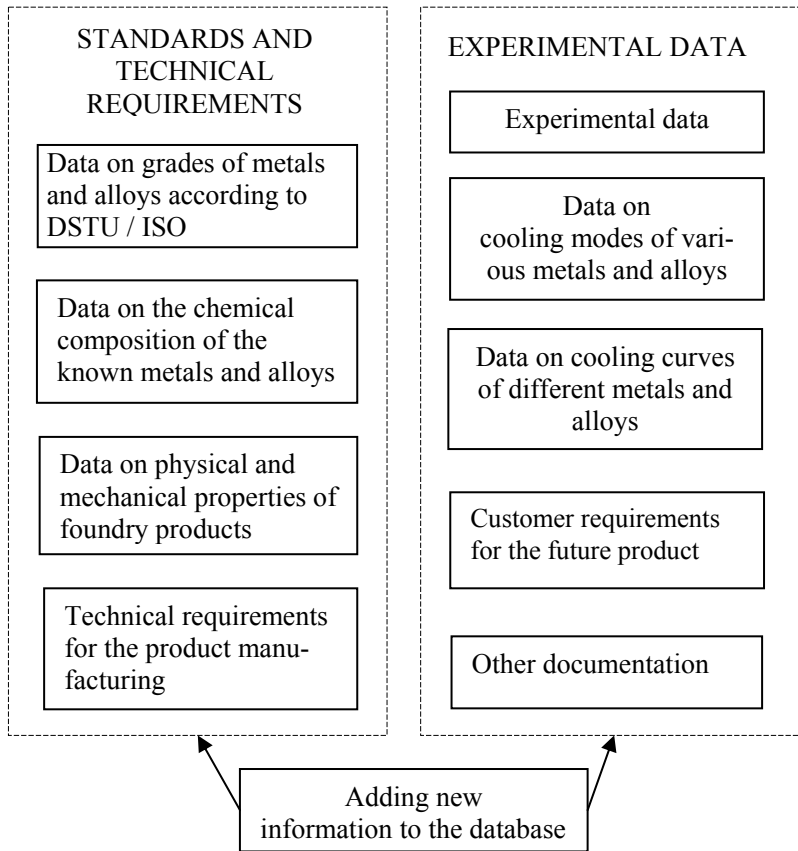 STANDARDS AND
TECHNICAL
REQUIREMENTS
Data on grades of metals
and alloys according to
DSTU / ISO
Data on the chemical
composition of the
known metals and alloys
Data on physical and
mechanical properties of
foundry products
Technical requirements
for the product manu-
facturing
EXPERIMENTAL DATA
Experimental data
Data on
cooling modes of vari-
ous metals and alloys
Data on cooling curves
of different metals and
alloys
Customer requirements
for the future product
Other documentation
Adding new
information to the database